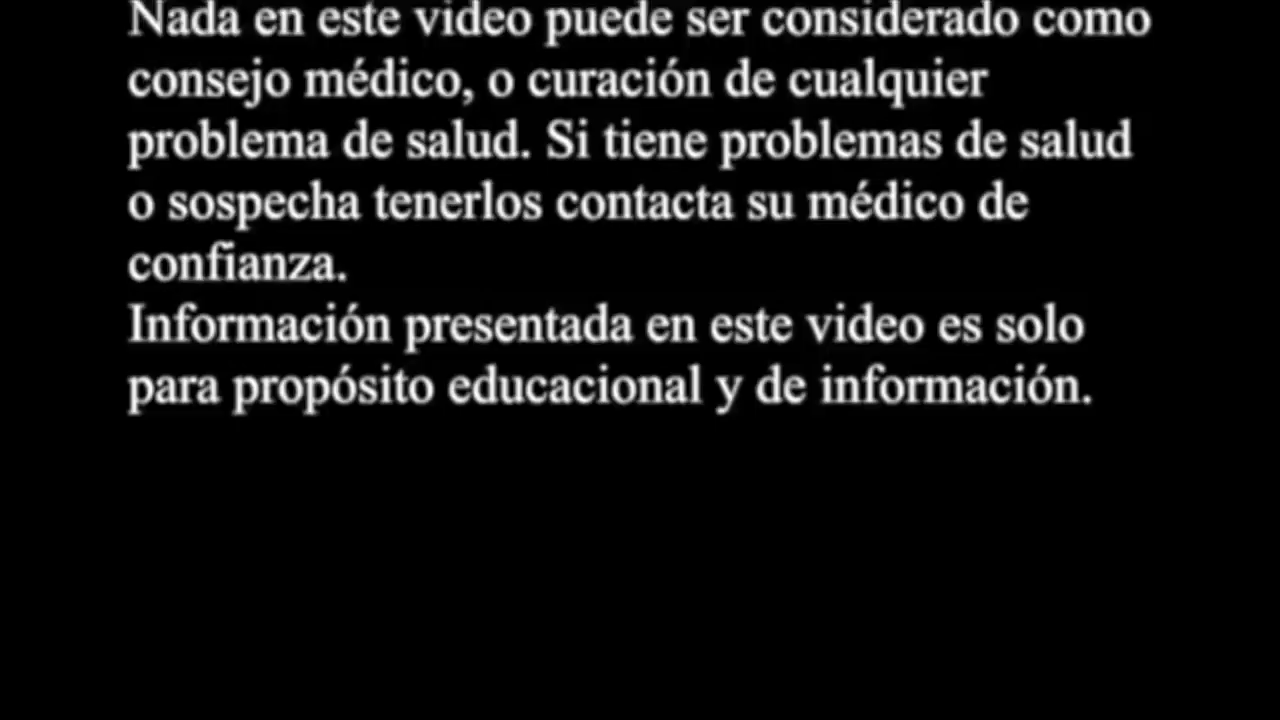 Nada en este video puede ser considerado como
consejo médico, o curación de cualquier
problema de salud. Si tiene problemas de salud
o sospecha tenerlos contacta su médico de
confianza.
Información presentada en este video es solo
para propósito educacional y de información.